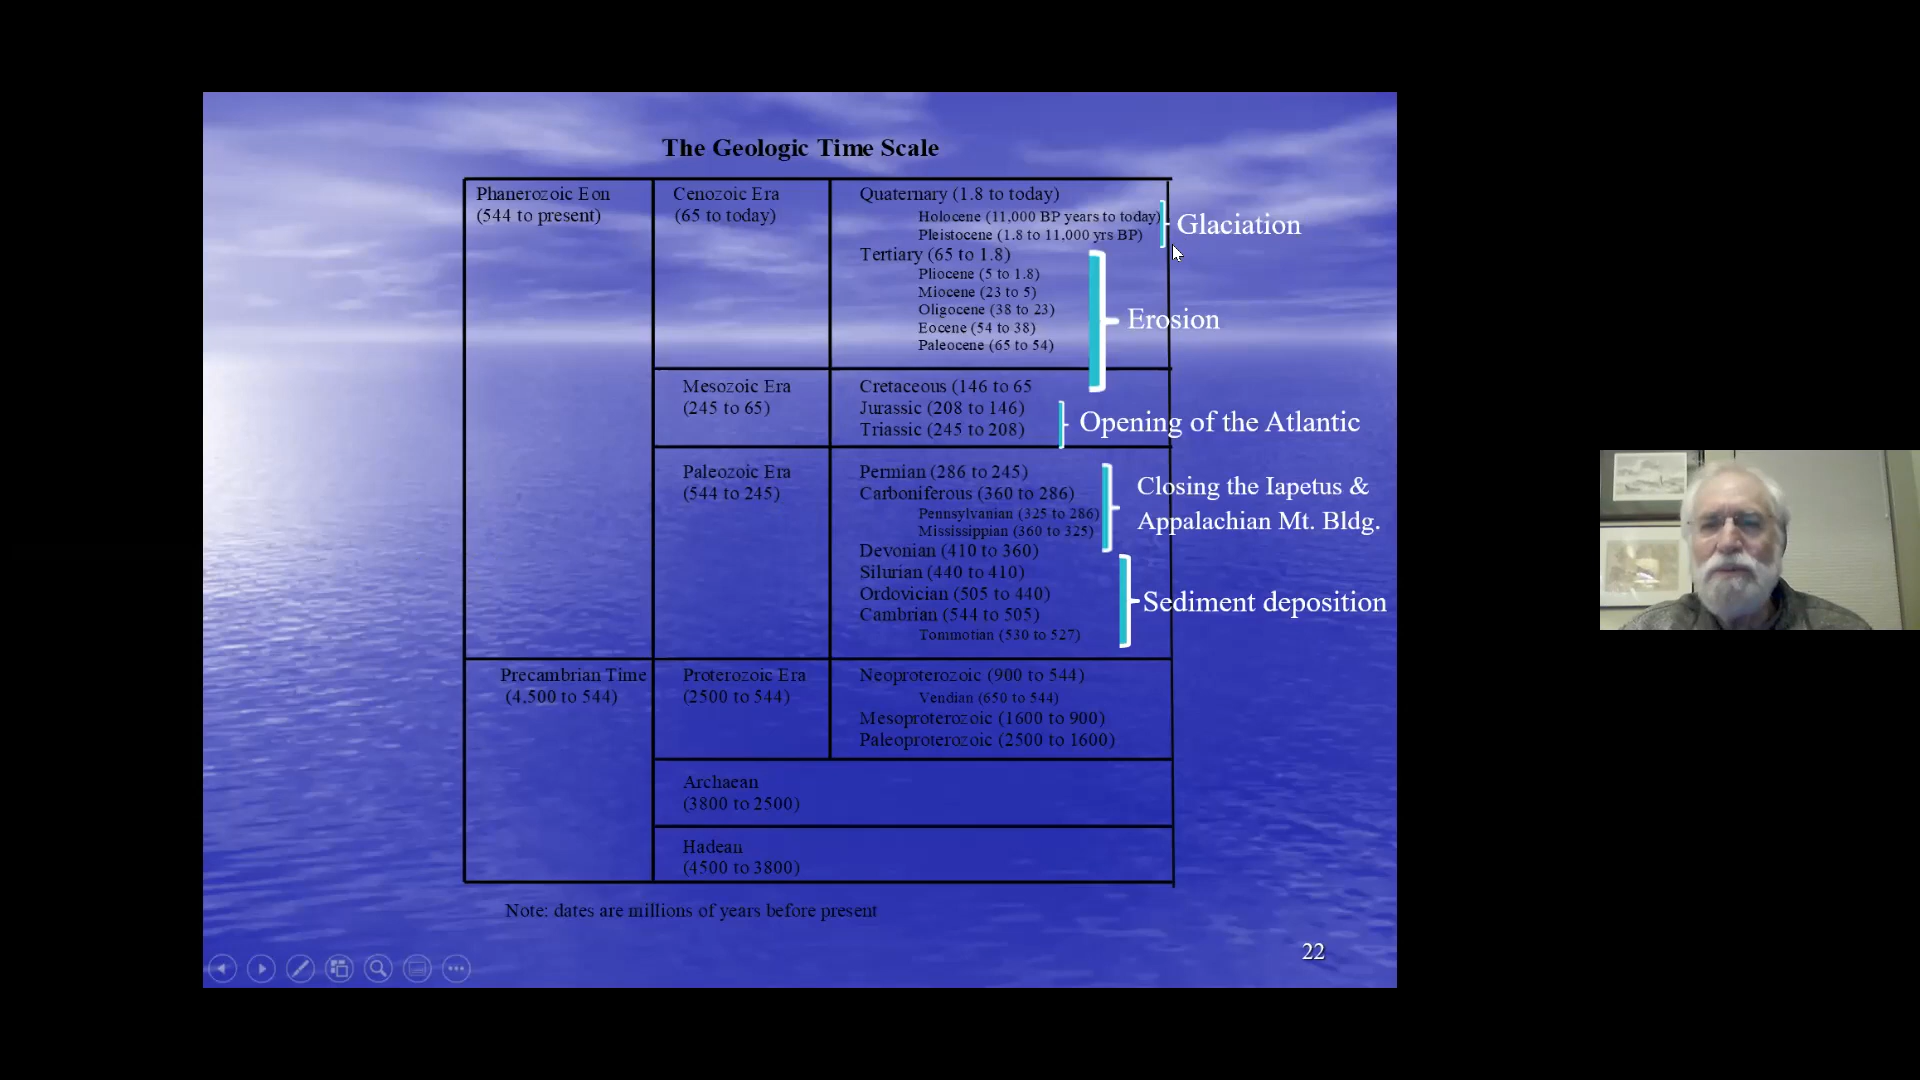 The Geologic Time Scale
Phanerozoic Eon
(544 to present)
Cenozoic Era
(65 to today)
Quaternary (1.8 to today)
Holocene (11,000 BP years to today)
Pleistocene (1.8 to 11,000 yrs BP)
Glaciation
Tertiary (65 to 1.8)
Pliocene (5 to 1.8)
Miocene (23 to 5)
Oligocene (38 to 23)
Eocene (54 to 38)
Paleocene (65 to 54)
Erosion
Mesozoic Era
(245 to 65)
Cretaceous (146 to 65
Jurassic (208 to 146)
Triassic (245 to 208)
Opening of the Atlantic
Paleozoic Era
(544 to 245)
Permian (286 to 245)
Carboniferous (360 to 286)
Pennsylvanian (325 to 286)
Mississippian (360 to 325)
Closing the Iapetus &
Appalachian Mt. Bldg.
Devonian (410 to 360)
Silurian (440 to 410)
Ordovician (505 to 440)
Cambrian (544 to 505)
Tommotian (530 to 527)
Sediment deposition
Precambrian Time
(4,500 to 544)
Proterozoic Era
(2500 to 544)
Neoproterozoic (900 to 544)
Vendian (650 to 544)
Mesoproterozoic (1600 to 900)
Paleoproterozoic (2500 to 1600)
Archaean
(3800 to 2500)
Hadean
(4500 to 3800)
Note: dates are millions of years before present
22